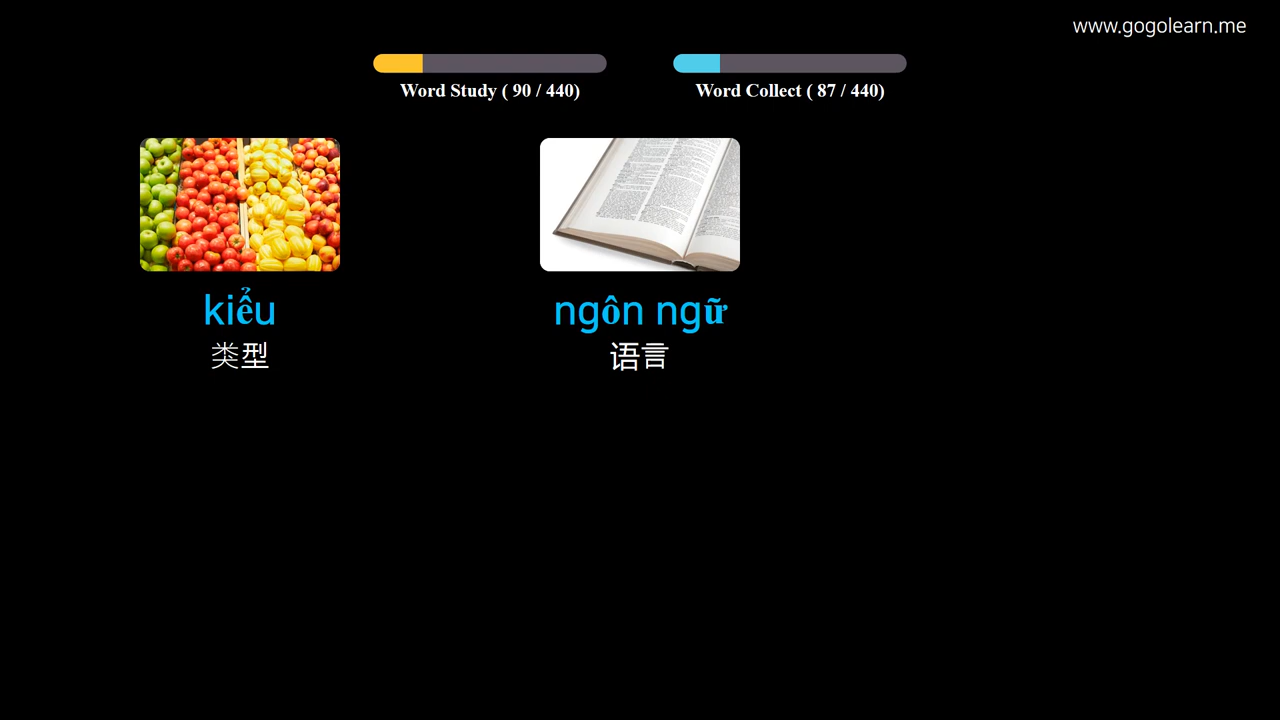 www.gogolearn.me
Word Study ( 90 / 440)
Word Collect ( 87 / 440)
kiểu
类型
ngôn ngữ
语言